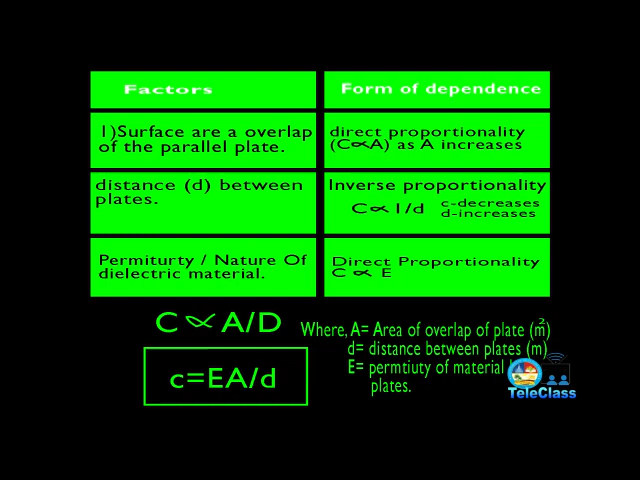 Factors
Form of dependence
1)Surface are a overlap
of the parallel plate.
direct proportionality
(C∝A) as A increases
distance (d) between
plates.
Inverse proportionality
C∝1/d c-decreases
d-increases
Permiturty / Nature Of
dielectric material.
Direct Proportionality
C ∝ E
C ∝ A/D
c=EA/d
Where, A= Area of overlap of plate (m²)
d= distance between plates (m)
E= permtiuty of material
plates.
TeleClass